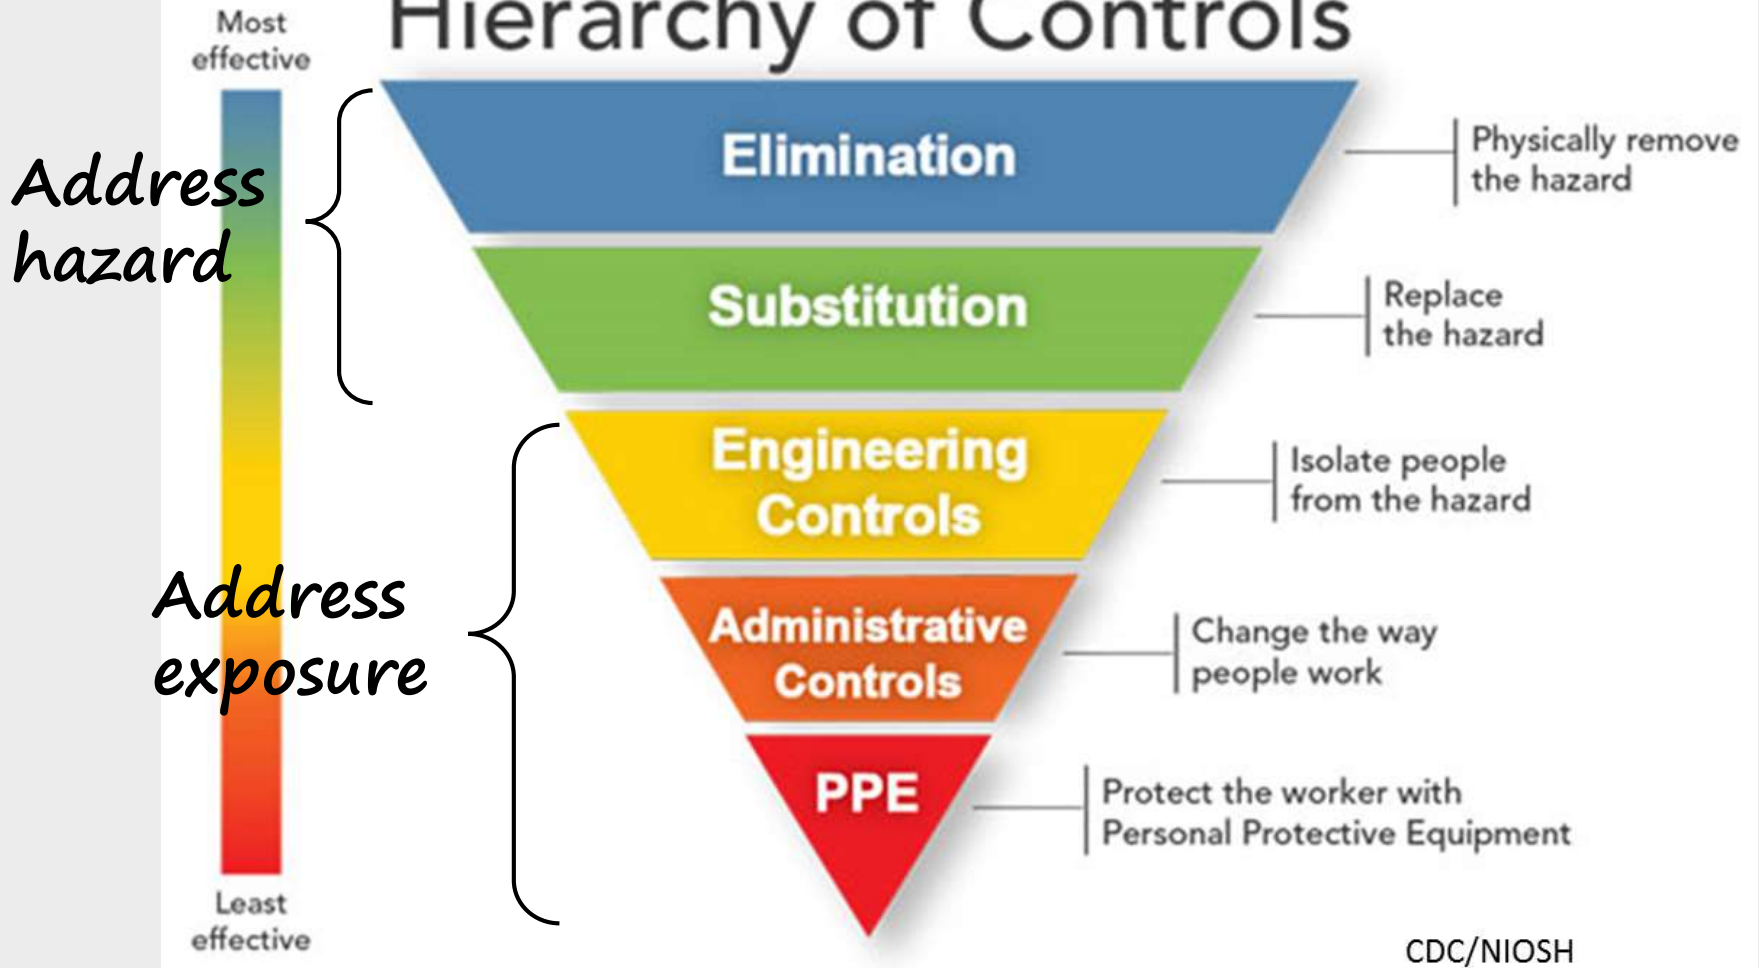 Hierarchy of Controls
Most
effective
Address
hazard
Elimination
Physically remove
the hazard
Substitution
Replace
the hazard
Engineering
Controls
Isolate people
from the hazard
Address
exposure
Administrative
Controls
Change the way
people work
PPE
Protect the worker with
Personal Protective Equipment
Least
effective
CDC/NIOSH